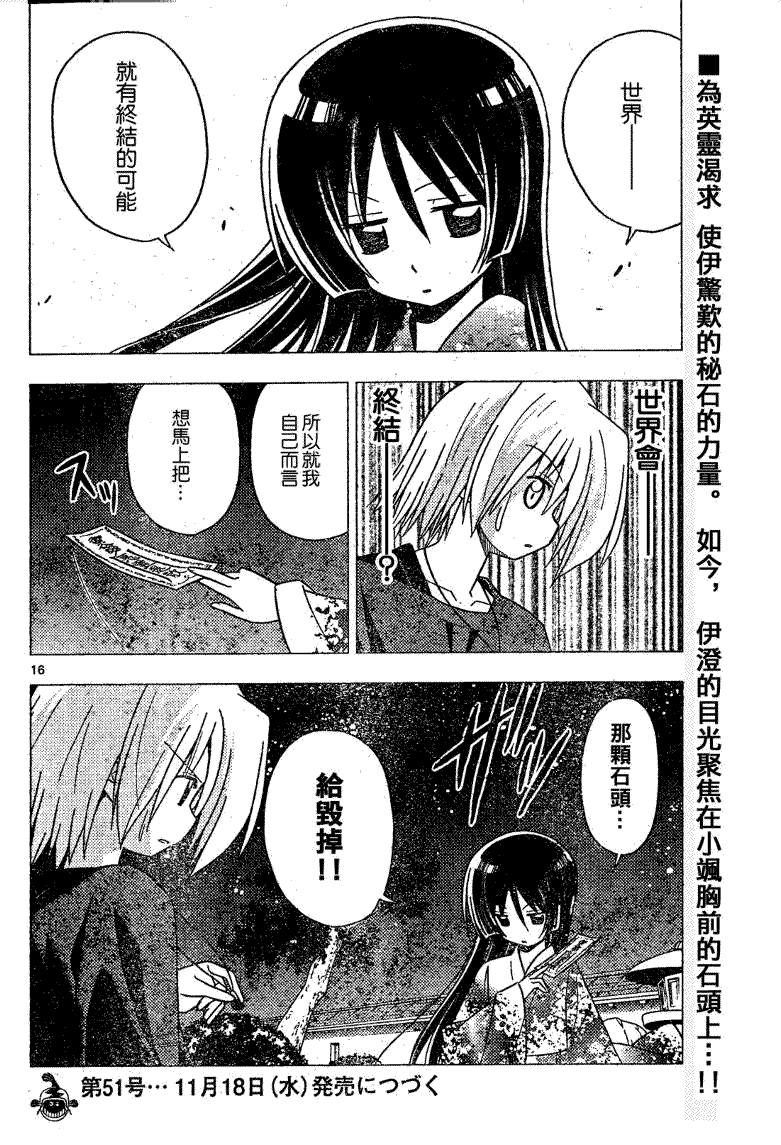 世界──
就有終結的可能
世界會──
終結──？
所以就我
自己而言
想馬上把…
スッ
16
那顆石頭…
給毀掉!!
■為英靈渴求 使伊驚歎的秘石的力量。 如今， 伊澄的目光聚焦在小颯胸前的石頭上…!!
第51号… 11月18日（水）発売につづく